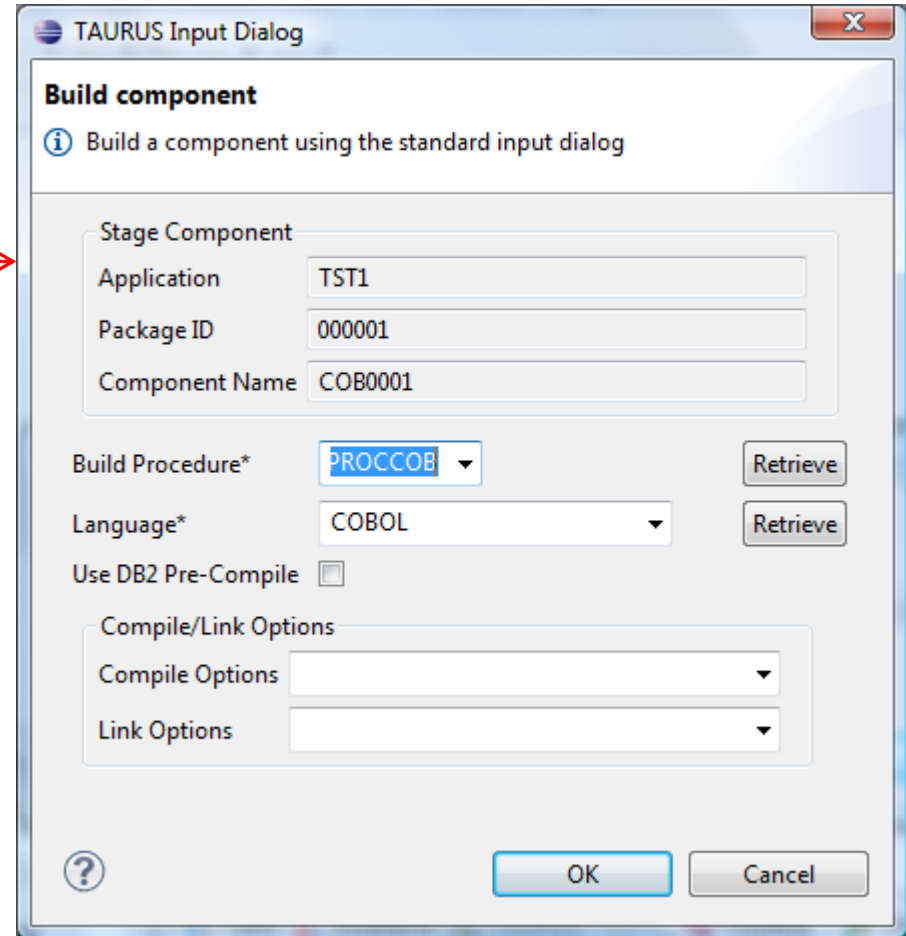 TAURUS Input Dialog
Build component
Build a component using the standard input dialog
Stage Component
Application TST1
Package ID 000001
Component Name COB0001
Build Procedure* PROCCOB Retrieve
Language* COBOL Retrieve
Use DB2 Pre-Compile
Compile/Link Options
Compile Options
Link Options
OK Cancel